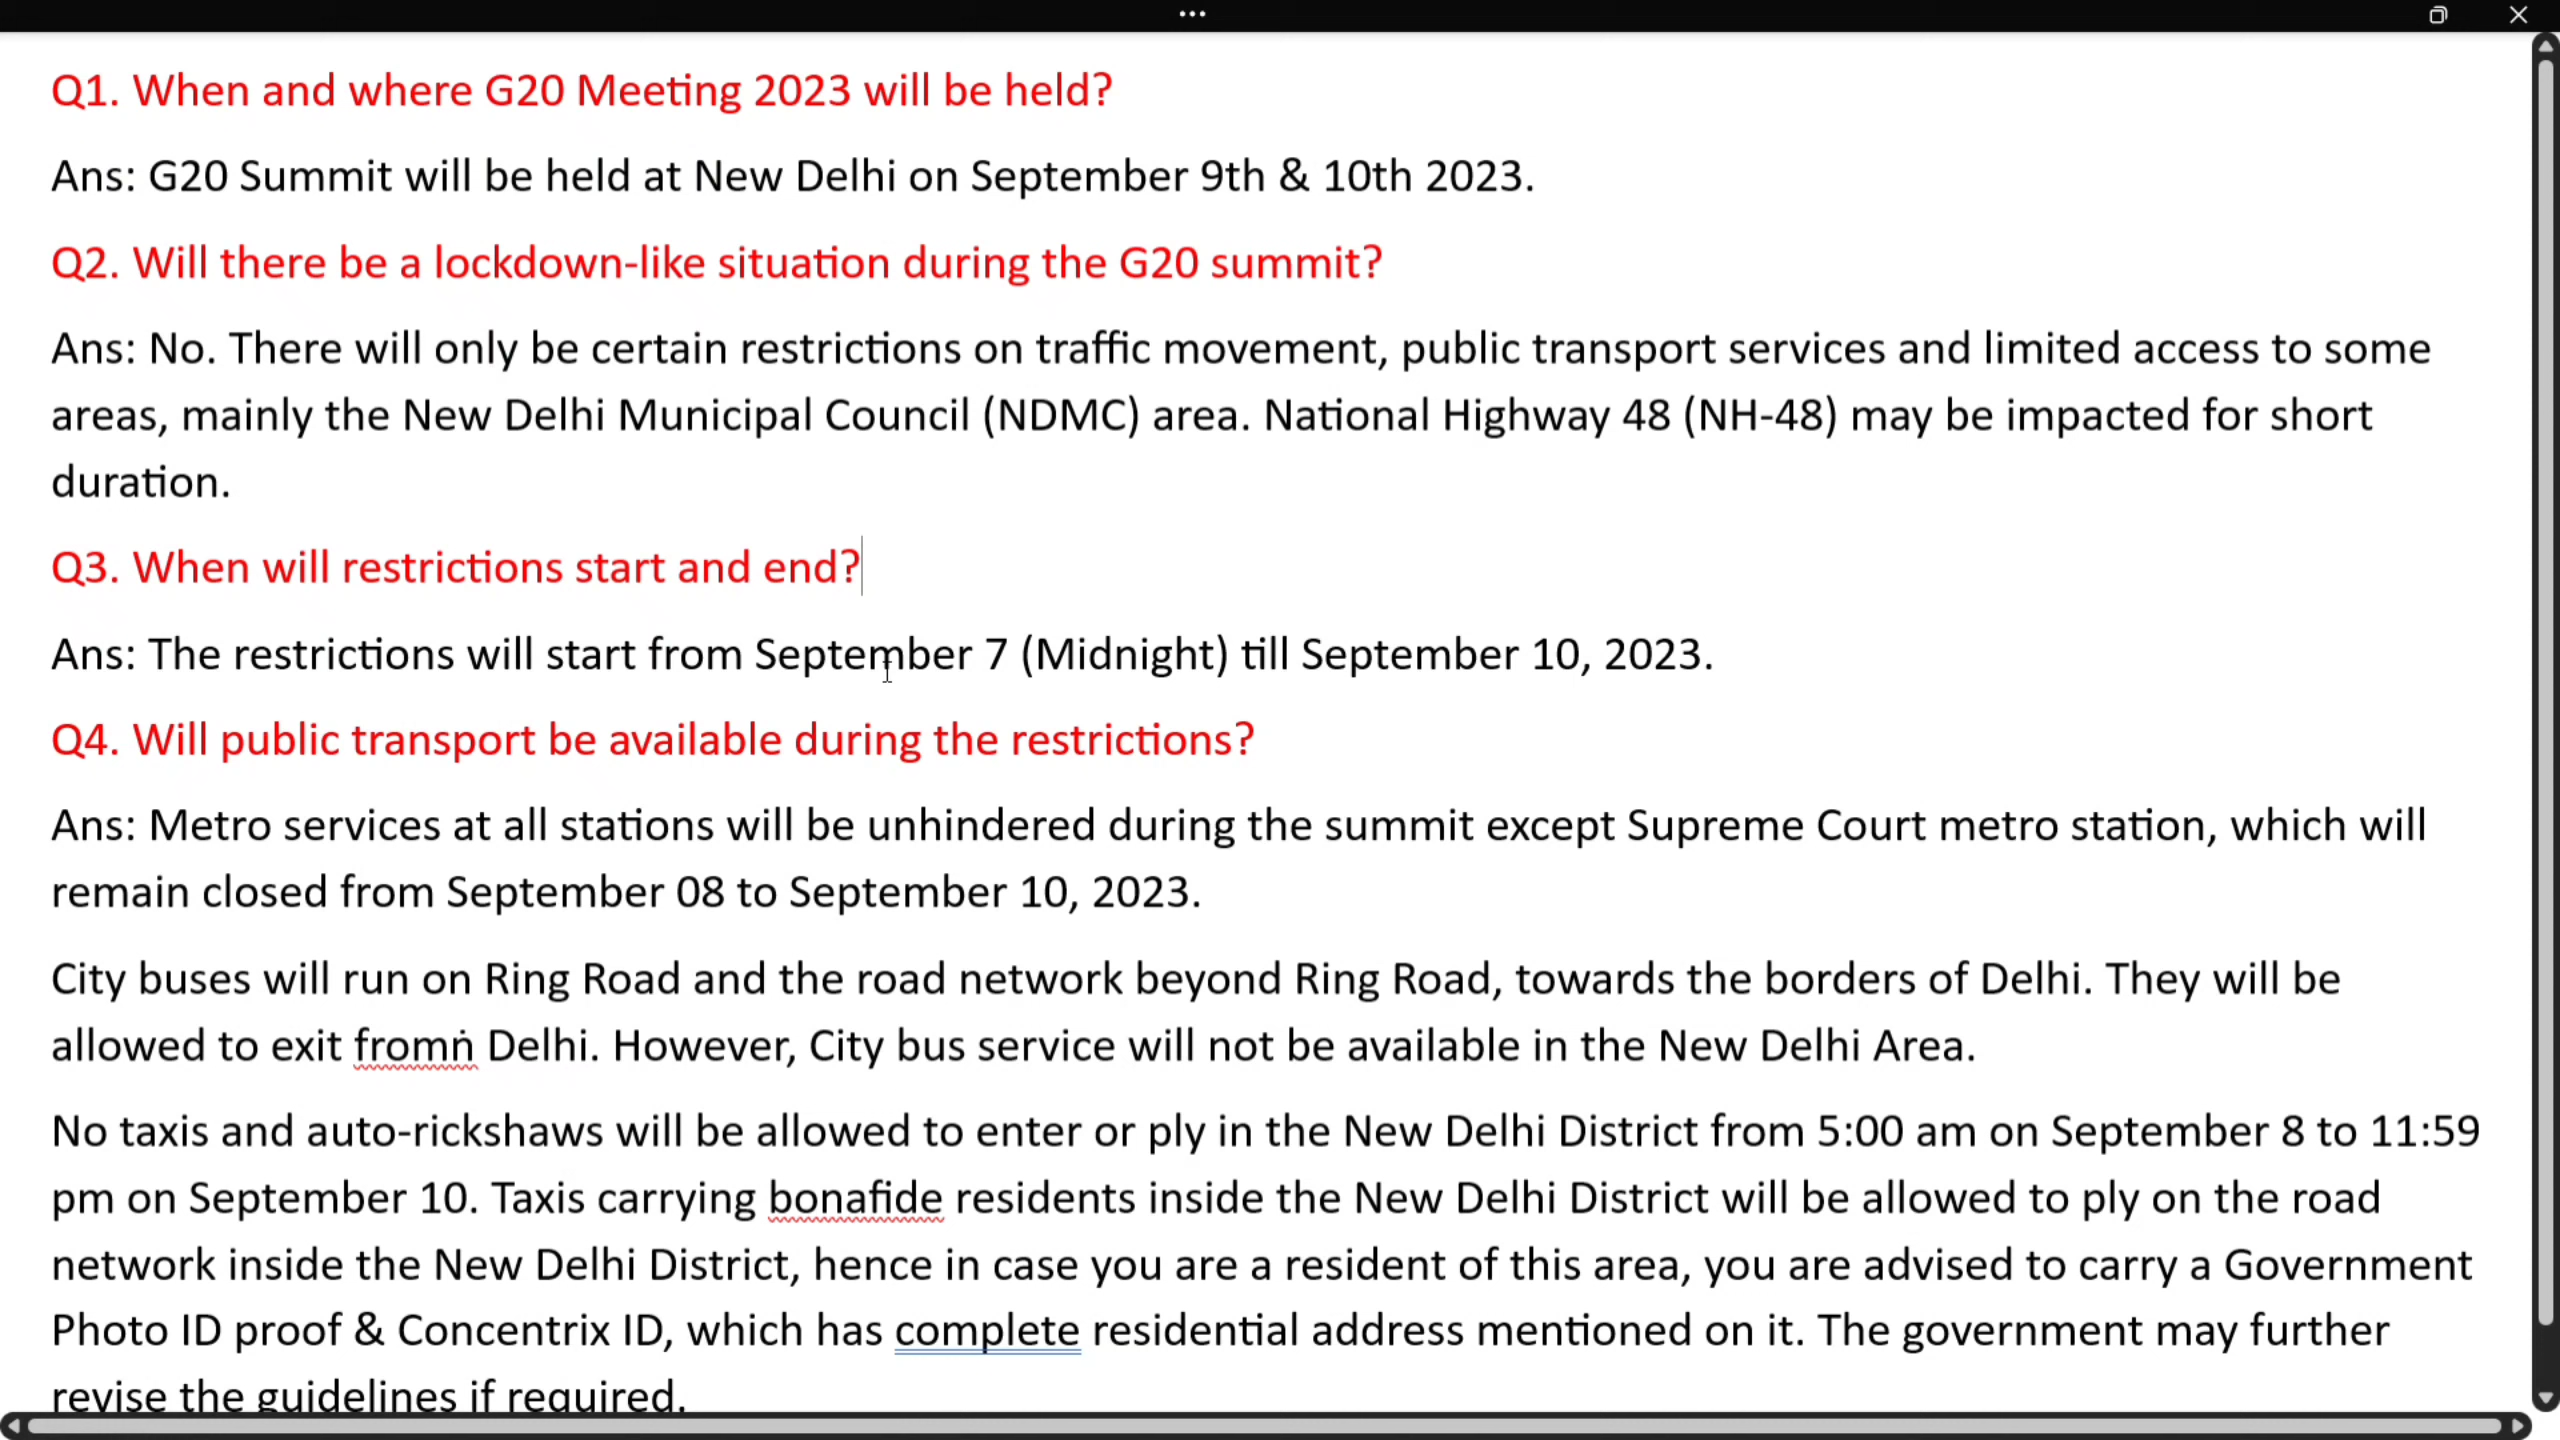 Q1. When and where G20 Meeting 2023 will be held?
Ans: G20 Summit will be held at New Delhi on September 9th & 10th 2023.
Q2. Will there be a lockdown-like situation during the G20 summit?
Ans: No. There will only be certain restrictions on traffic movement, public transport services and limited access to some
areas, mainly the New Delhi Municipal Council (NDMC) area. National Highway 48 (NH-48) may be impacted for short
duration.
Q3. When will restrictions start and end?
Ans: The restrictions will start from September 7 (Midnight) till September 10, 2023.
Q4. Will public transport be available during the restrictions?
Ans: Metro services at all stations will be unhindered during the summit except Supreme Court metro station, which will
remain closed from September 08 to September 10, 2023.
City buses will run on Ring Road and the road network beyond Ring Road, towards the borders of Delhi. They will be
allowed to exit fromṅ Delhi. However, City bus service will not be available in the New Delhi Area.
No taxis and auto-rickshaws will be allowed to enter or ply in the New Delhi District from 5:00 am on September 8 to 11:59
pm on September 10. Taxis carrying bonafide residents inside the New Delhi District will be allowed to ply on the road
network inside the New Delhi District, hence in case you are a resident of this area, you are advised to carry a Government
Photo ID proof & Concentrix ID, which has complete residential address mentioned on it. The government may further
revise the guidelines if required.